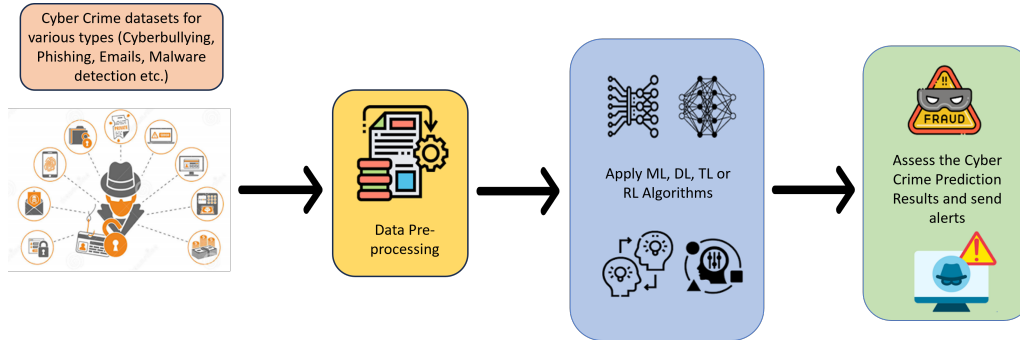 Cyber Crime datasets for
various types (Cyberbullying,
Phishing, Emails, Malware
detection etc.)
Data Pre-
processing
Apply ML, DL, TL or
RL Algorithms
!!
FRAUD
Assess the Cyber
Crime Prediction
Results and send
alerts